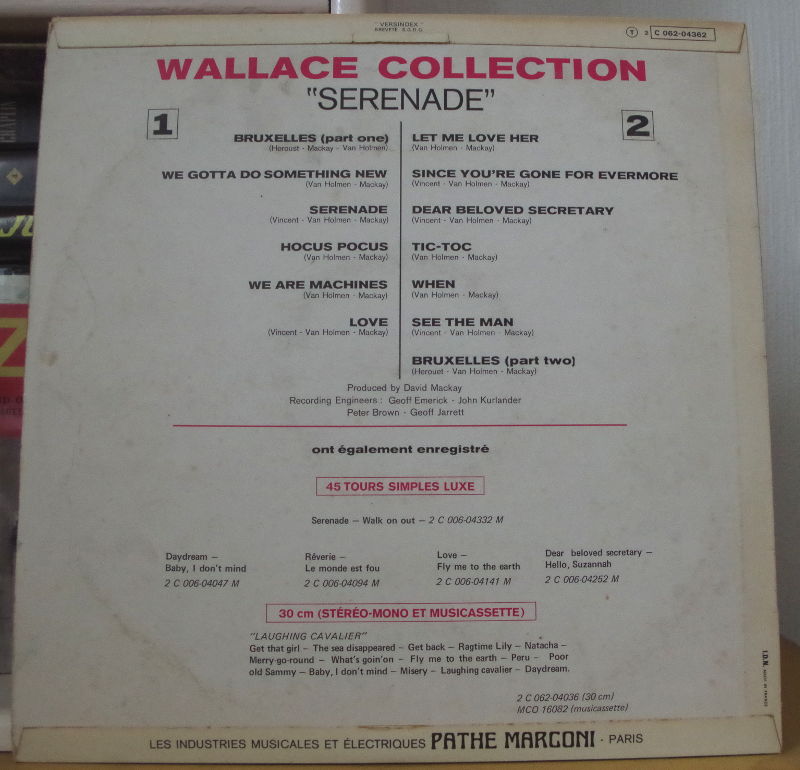 "VERSINDEX"
BREVETÉ S.G.D.G.
T 2 C 062-04362
WALLACE COLLECTION
"SERENADE"
1
BRUXELLES (part one)
(Heroust - Mackay - Van Holmen)
WE GOTTA DO SOMETHING NEW
(Van Holmen - Mackay)
SERENADE
(Vincent - Van Holmen - Mackay)
HOCUS POCUS
(Van Holmen - Mackay)
WE ARE MACHINES
(Van Holmen - Mackay)
LOVE
(Vincent - Van Holmen - Mackay)
2
LET ME LOVE HER
(Van Holmen - Mackay)
SINCE YOU'RE GONE FOR EVERMORE
(Vincent - Van Holmen - Mackay)
DEAR BELOVED SECRETARY
(Vincent - Van Holmen - Mackay)
TIC-TOC
(Van Holmen - Mackay)
WHEN
(Van Holmen - Mackay)
SEE THE MAN
(Vincent - Van Holmen - Mackay)
BRUXELLES (part two)
(Herouet - Van Holmen - Mackay)
Produced by David Mackay
Recording Engineers : Geoff Emerick - John Kurlander
Peter Brown - Geoff Jarrett
ont également enregistré
45 TOURS SIMPLES LUXE
Serenade — Walk on out — 2 C 006-04332 M
Daydream —
Baby, I don't mind
2 C 006-04047 M
Rêverie —
Le monde est fou
2 C 006-04094 M
Love —
Fly me to the earth
2 C 006-04141 M
Dear beloved secretary —
Hello, Suzannah
2 C 006-04252 M
30 cm (STÉRÉO-MONO ET MUSICASSETTE)
"LAUGHING CAVALIER"
Get that girl — The sea disappeared — Get back — Ragtime Lily — Natacha —
Merry-go-round — What's goin'on — Fly me to the earth — Peru — Poor
old Sammy — Baby, I don't mind — Misery — Laughing cavalier — Daydream.
2 C 062-04036 (30 cm)
MCO 16082 (musicassette)
I.D.N. MADE IN FRANCE
LES INDUSTRIES MUSICALES ET ÉLECTRIQUES PATHE MARCONI · PARIS